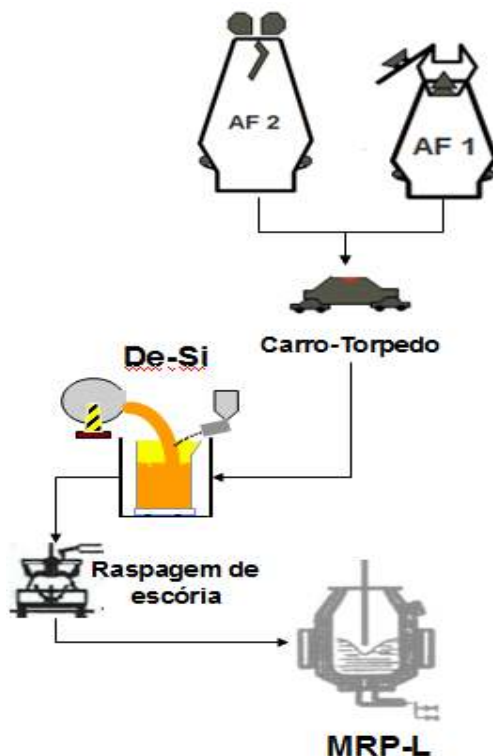 AF 2
AF 1
Carro-Torpedo
De-Si
Raspagem de
escória
MRP-L